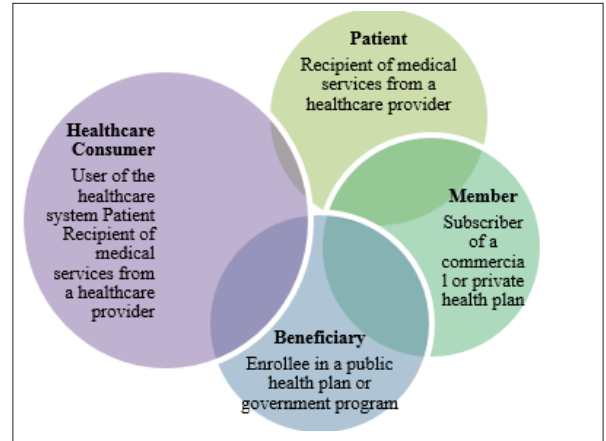 Patient
Recipient of medical
services from a
healthcare provider
Healthcare
Consumer
User of the
healthcare
system Patient
Recipient of
medical
services from
a healthcare
provider
Member
Subscriber
of a
commercia
l or private
health plan
Beneficiary
Enrollee in a public
health plan or
government program